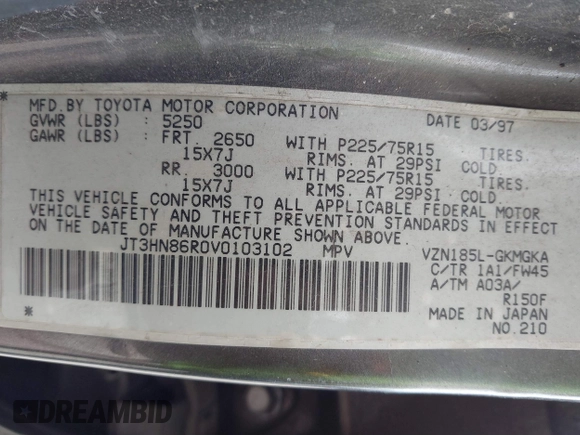 MFD.BY TOYOTA MOTOR CORPORATION DATE 03/97
GVWR (LBS) : 5250
GAWR (LBS) : FRT. 2650 WITH P225/75R15 TIRES.
15X7J RIMS. AT 29PSI COLD
RR. 3000 WITH P225/75R15 TIRES.
15X7J RIMS. AT 29PSI COLD.
THIS VEHICLE CONFORMS TO ALL APPLICABLE FEDERAL MOTOR
VEHICLE SAFETY AND THEFT PREVENTION STANDARDS IN EFFECT
ON THE DATE OF MANUFACTURE SHOWN ABOVE.
JT3HN86R0V0103102 MPV VZN185L-GKMGKA
C/TR 1A1/FW45
A/TM A03A/
R150F
MADE IN JAPAN
NO.210
DREAMBID